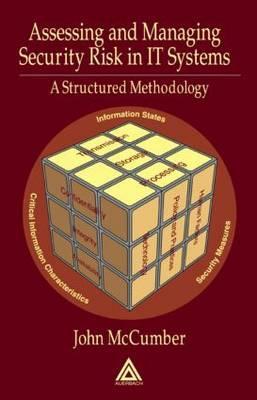 Assessing and Managing
Security Risk in IT Systems
A Structured Methodology
Information States
Transmission
Storage
Processing
Confidentiality
Integrity
Availability
Technology
Policy and Practices
Human Factors
Critical Information Characteristics
Security Measures
John McCumber
AUERBACH